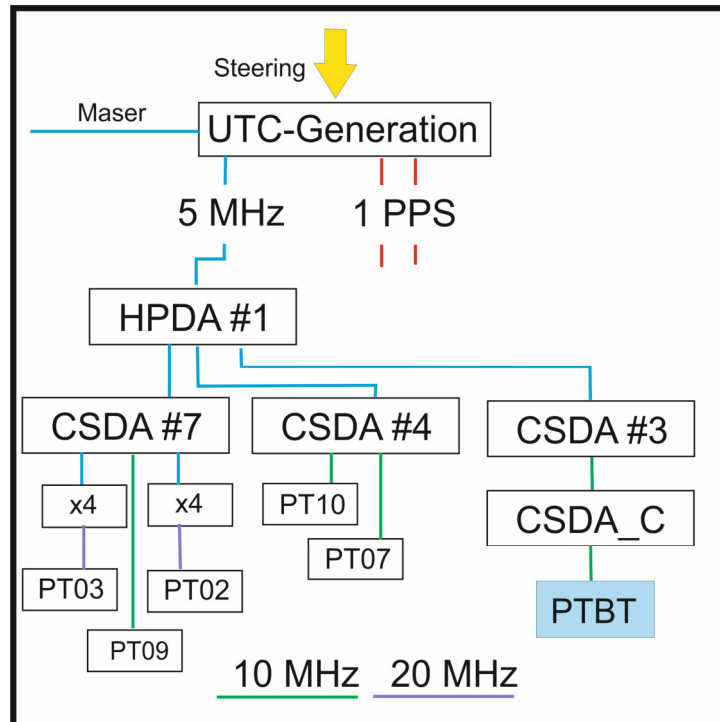 Steering
Maser
UTC-Generation
5 MHz 1 PPS
HPDA #1
CSDA #7 CSDA #4 CSDA #3
x4 x4 PT10 CSDA_C
PT03 PT02 PT07 PTBT
PT09
10 MHz 20 MHz